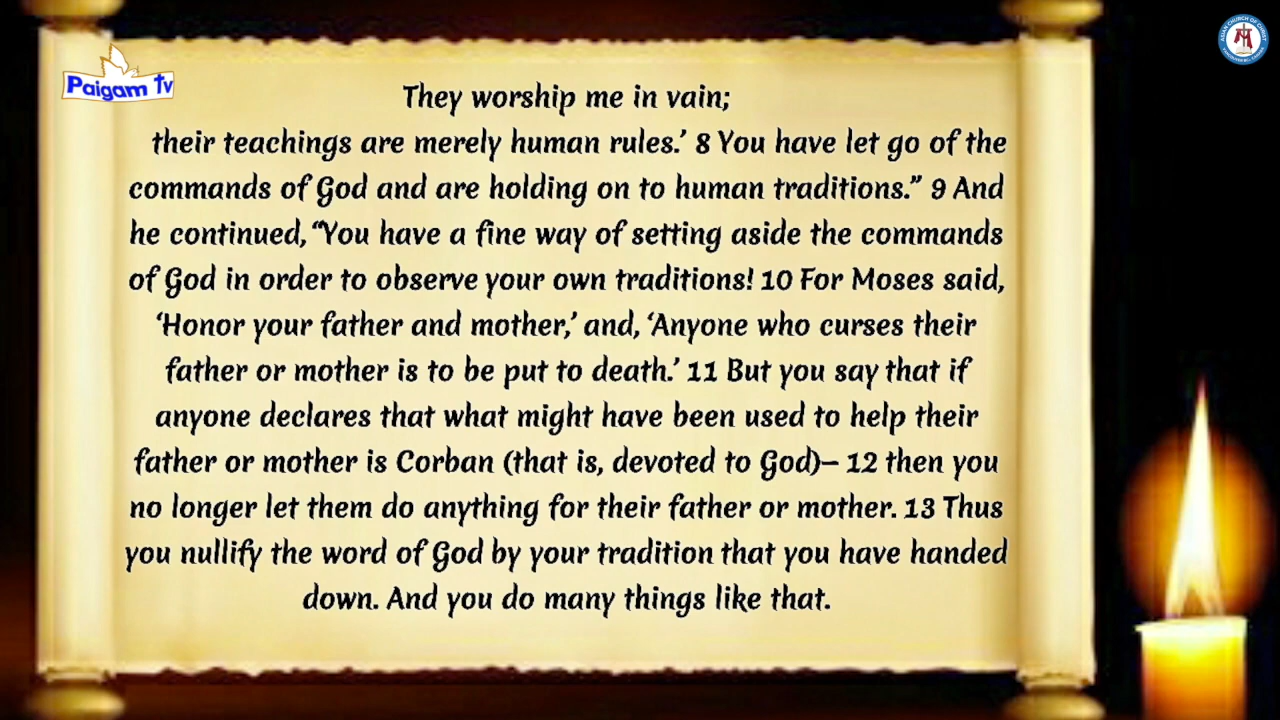 Paigam Tv
They worship me in vain;
their teachings are merely human rules.’ 8 You have let go of the
commands of God and are holding on to human traditions.” 9 And
he continued, “You have a fine way of setting aside the commands
of God in order to observe your own traditions! 10 For Moses said,
‘Honor your father and mother,’ and, ‘Anyone who curses their
father or mother is to be put to death.’ 11 But you say that if
anyone declares that what might have been used to help their
father or mother is Corban (that is, devoted to God)– 12 then you
no longer let them do anything for their father or mother. 13 Thus
you nullify the word of God by your tradition that you have handed
down. And you do many things like that.